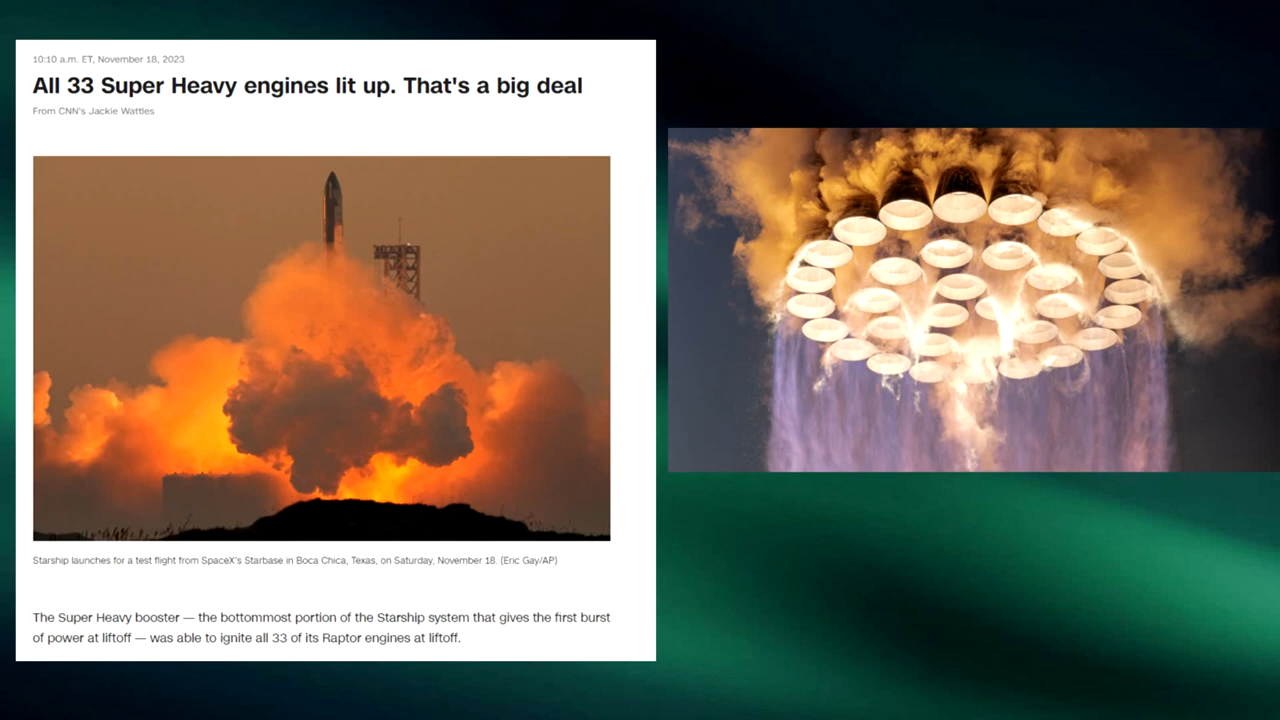 10:10 a.m. ET, November 18, 2023
All 33 Super Heavy engines lit up. That's a big deal
From CNN's Jackie Wattles
Starship launches for a test flight from SpaceX's Starbase in Boca Chica, Texas, on Saturday, November 18. (Eric Gay/AP)
The Super Heavy booster — the bottommost portion of the Starship system that gives the first burst
of power at liftoff — was able to ignite all 33 of its Raptor engines at liftoff.